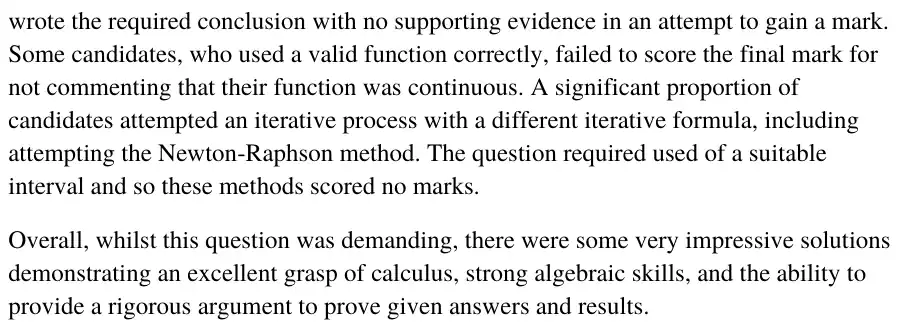 wrote the required conclusion with no supporting evidence in an attempt to gain a mark.
Some candidates, who used a valid function correctly, failed to score the final mark for
not commenting that their function was continuous. A significant proportion of
candidates attempted an iterative process with a different iterative formula, including
attempting the Newton-Raphson method. The question required used of a suitable
interval and so these methods scored no marks.
Overall, whilst this question was demanding, there were some very impressive solutions
demonstrating an excellent grasp of calculus, strong algebraic skills, and the ability to
provide a rigorous argument to prove given answers and results.